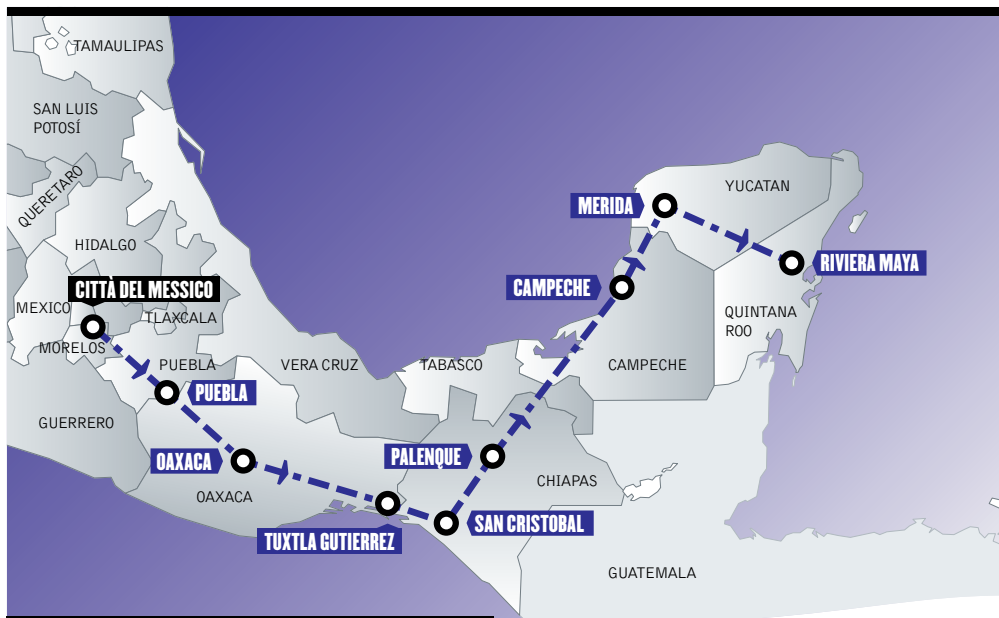 TAMAULIPAS
SAN LUIS
POTOSÍ
QUERETARO
HIDALGO
CITTÀ DEL MESSICO
MEXICO
TLAXCALA
MORELOS
PUEBLA
PUEBLA
GUERRERO
OAXACA
OAXACA
VERA CRUZ
TABASCO
TUXTLA GUTIERREZ
PALENQUE
SAN CRISTOBAL
CHIAPAS
GUATEMALA
CAMPECHE
CAMPECHE
MERIDA
YUCATAN
RIVIERA MAYA
QUINTANA
ROO